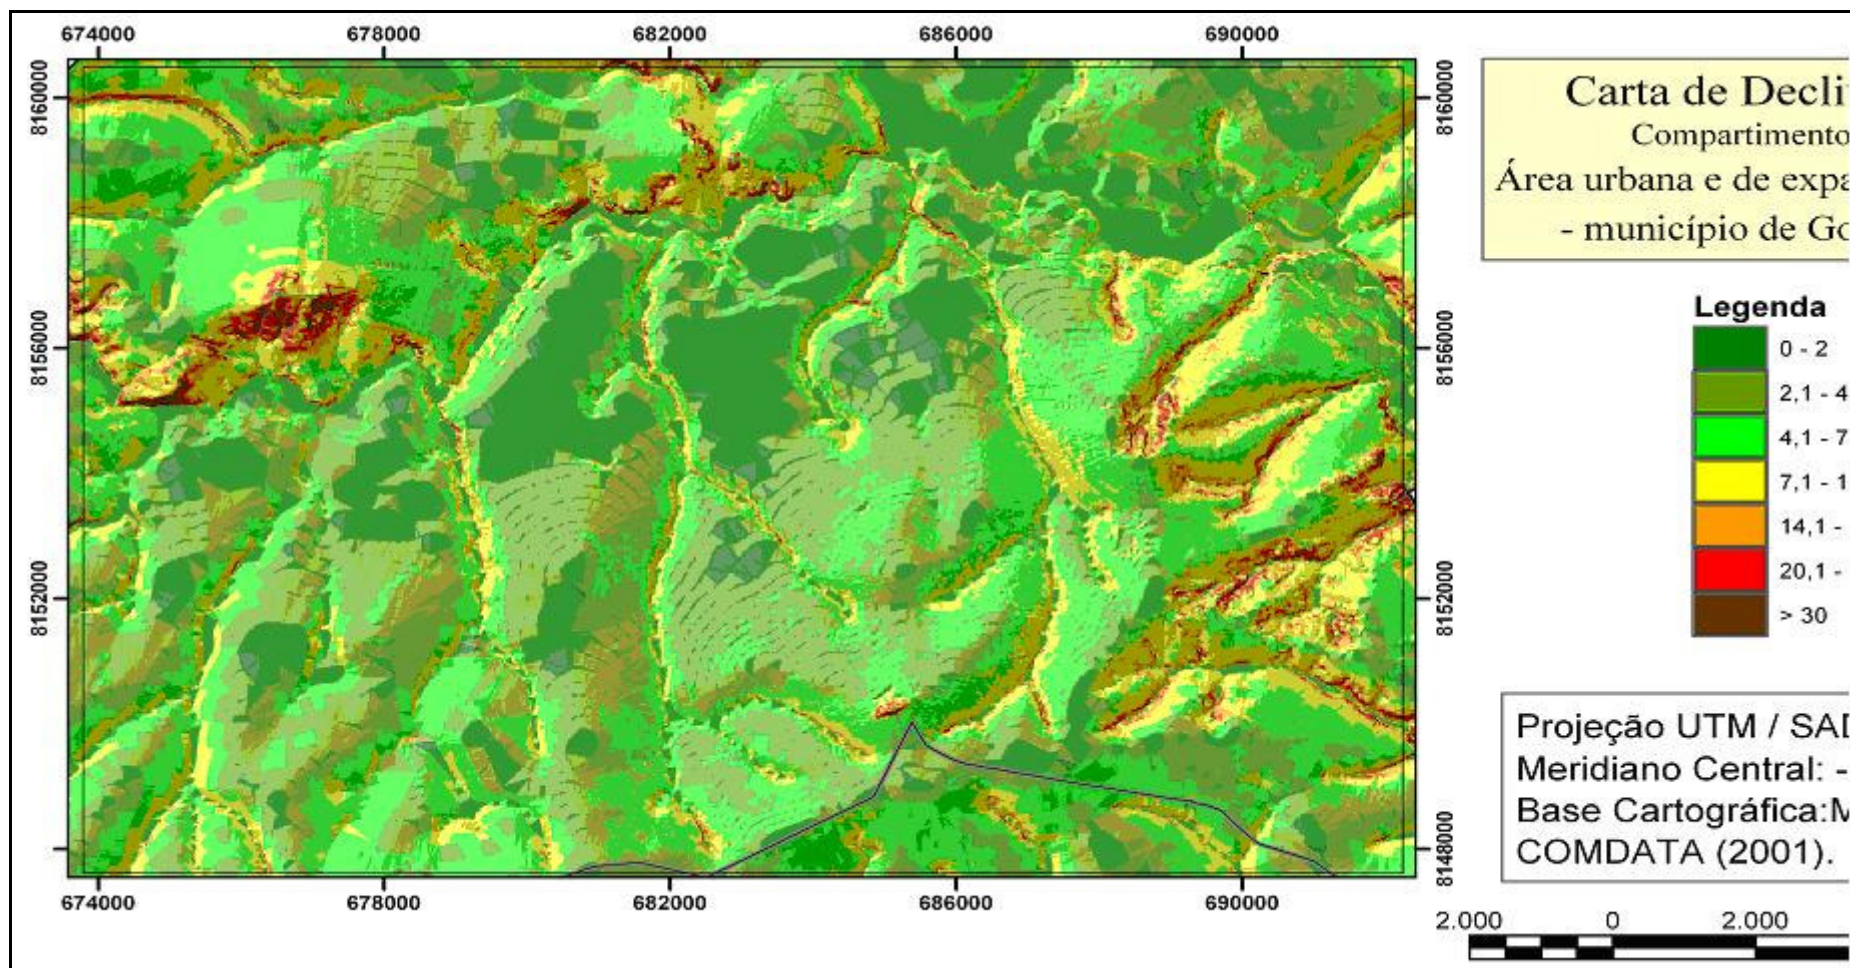 674000 678000 682000 686000 690000
8160000 8160000
8156000 8156000
8152000 8152000
8148000
674000 678000 682000 686000 690000
Carta de Decli
Compartimento
Área urbana e de expa
- município de Go
Legenda
0 - 2
2,1 - 4
4,1 - 7
7,1 - 1
14,1 -
20,1 -
> 30
Projeção UTM / SAD
Meridiano Central: -
Base Cartográfica:M
COMDATA (2001).
2.000 0 2.000